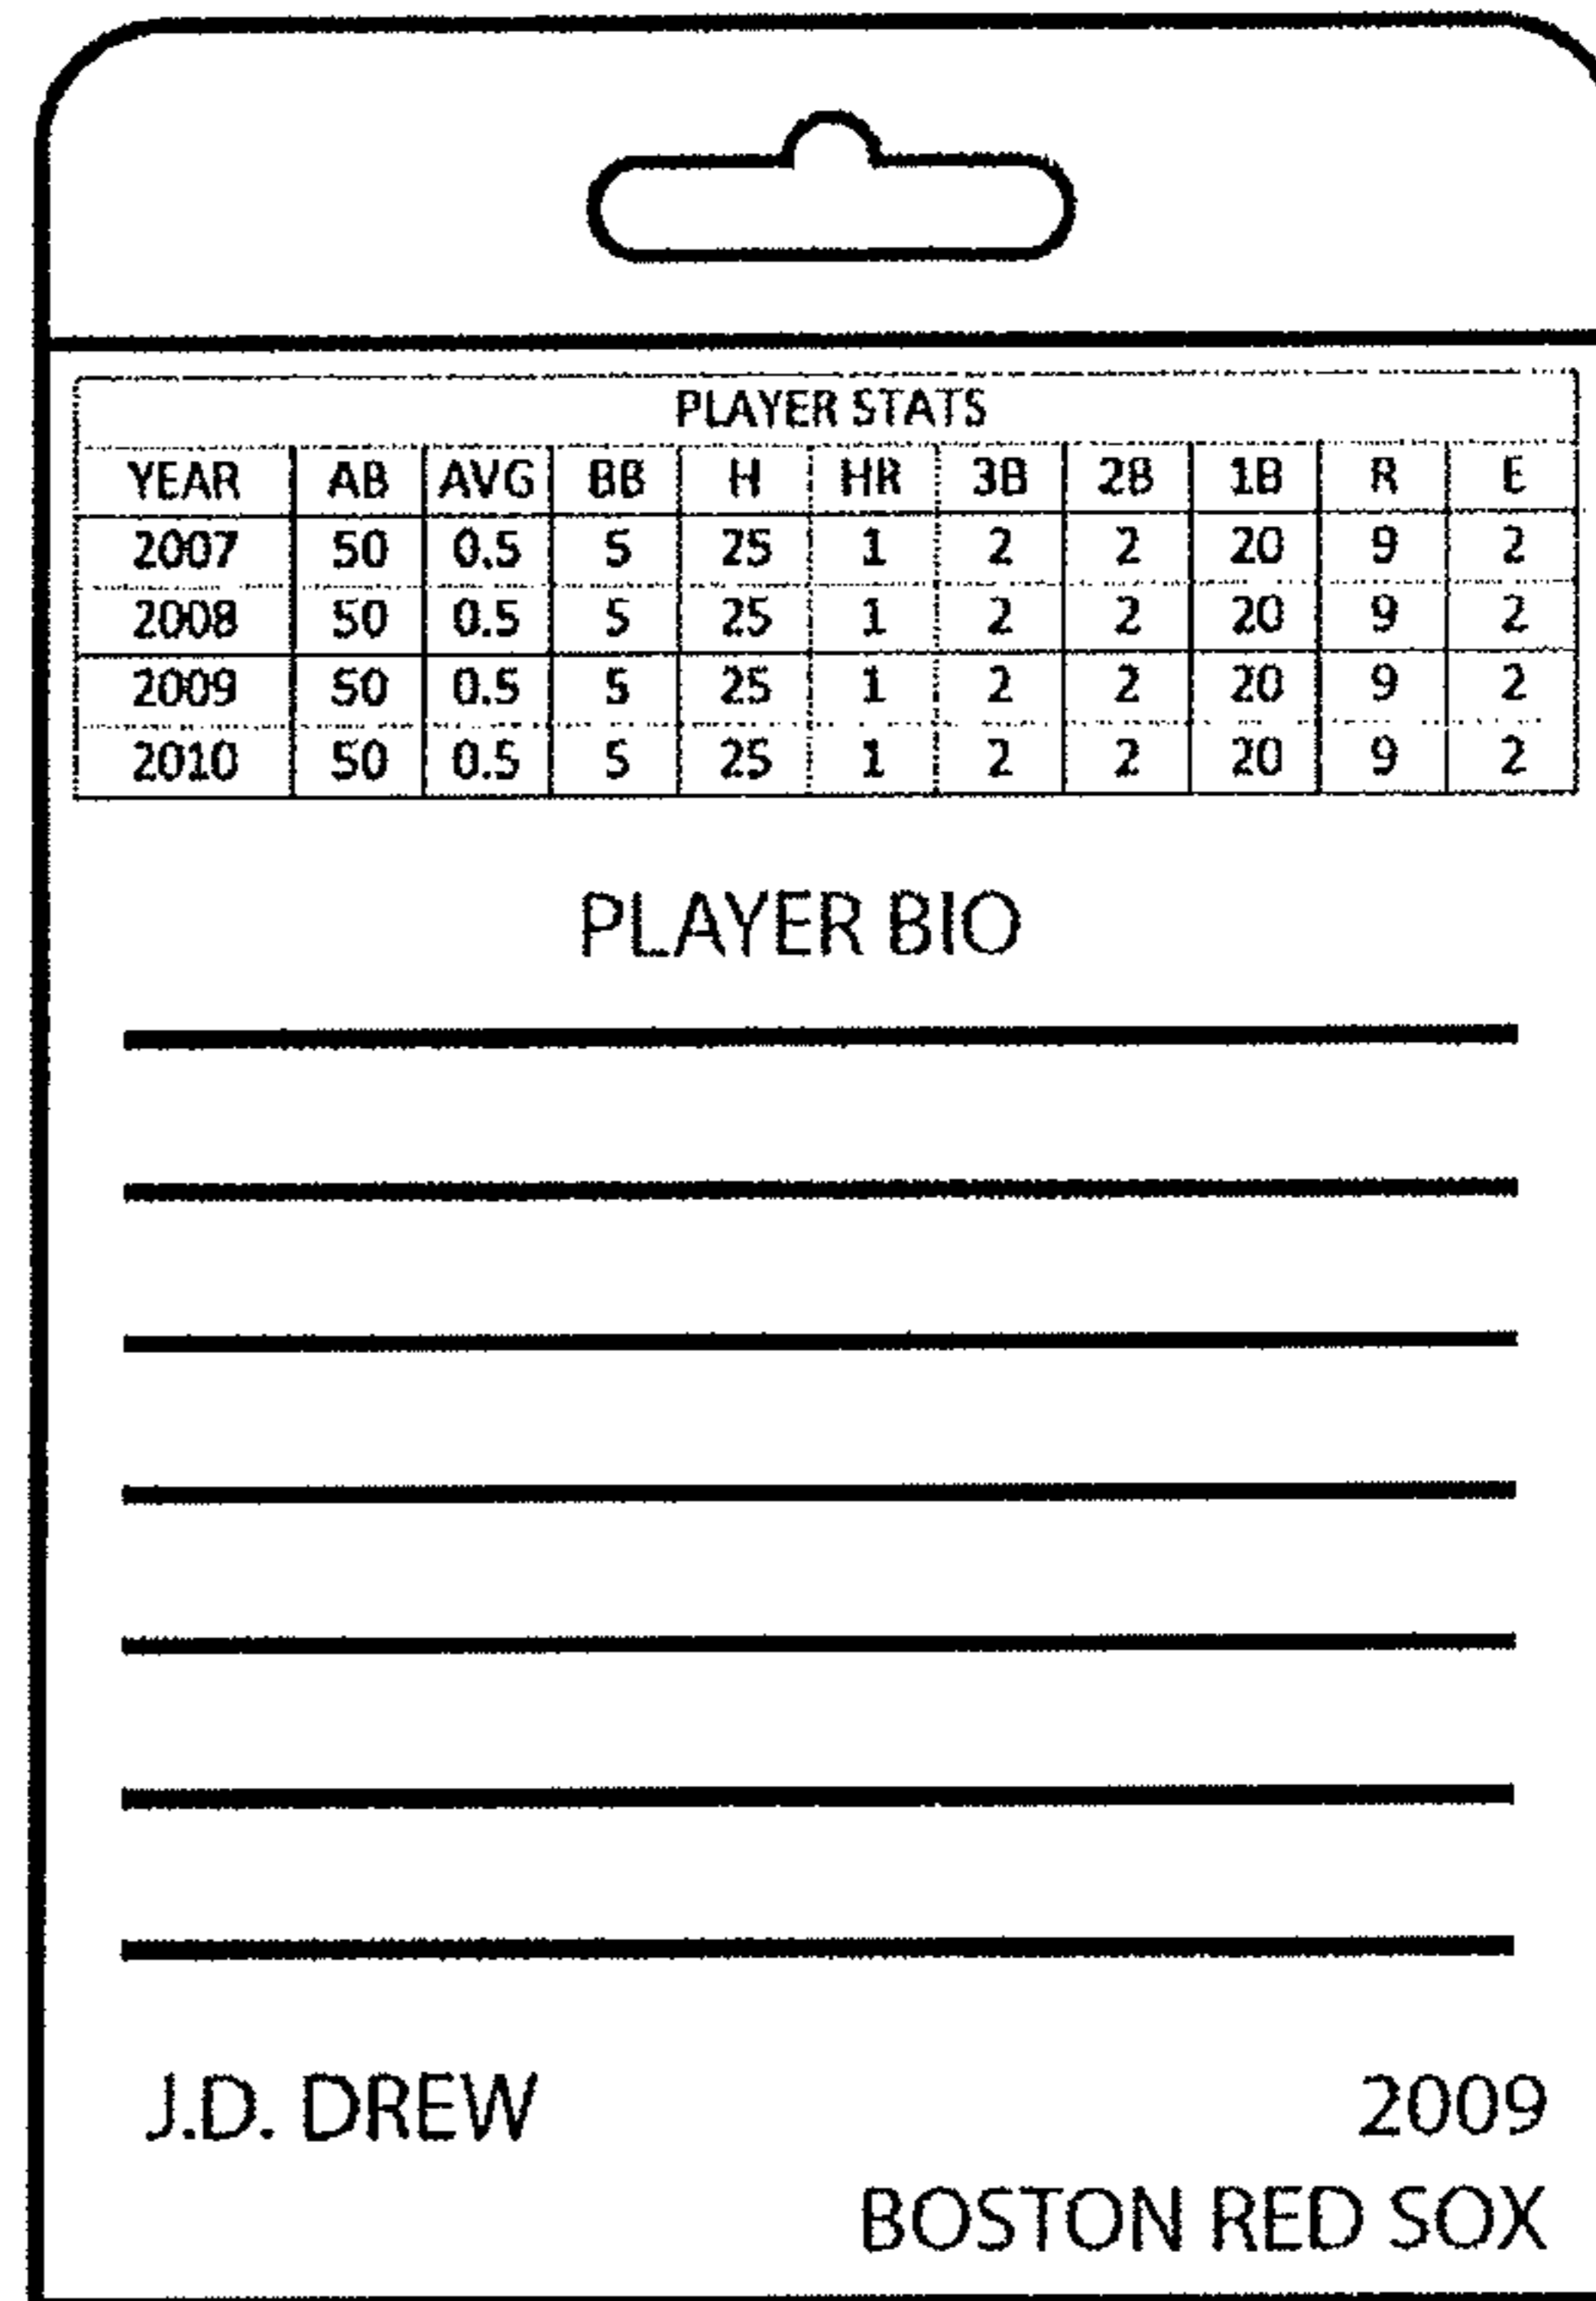 PLAYER STATS
YEAR AB AVG BB H HR 3B 2B 1B R E
2007 50 0.5 5 25 1 2 2 20 9 2
2008 50 0.5 5 25 1 2 2 20 9 2
2009 50 0.5 5 25 1 2 2 20 9 2
2010 50 0.5 5 25 1 2 2 20 9 2
PLAYER BIO
J.D. DREW 2009
BOSTON RED SOX